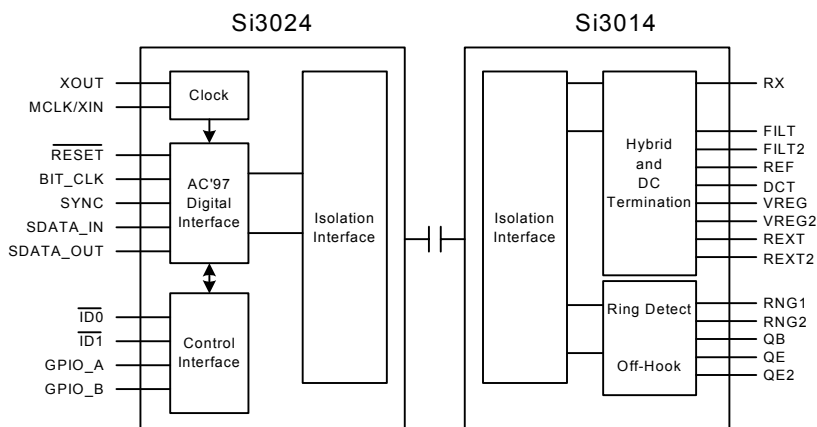 Si3024
Si3014
XOUT
MCLK/XIN
RESET
BIT_CLK
SYNC
SDATA_IN
SDATA_OUT
ID0
ID1
GPIO_A
GPIO_B
Clock
AC'97
Digital
Interface
Control
Interface
Isolation
Interface
Isolation
Interface
Hybrid
and
DC
Termination
Ring Detect
Off-Hook
RX
FILT
FILT2
REF
DCT
VREG
VREG2
REXT
REXT2
RNG1
RNG2
QB
QE
QE2